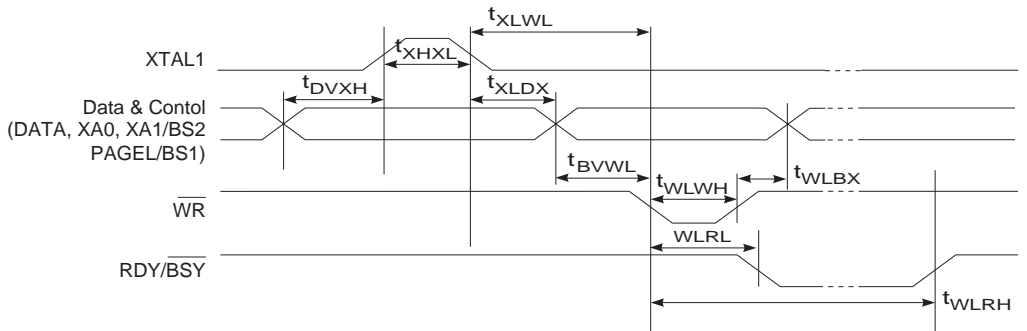 tXLWL
XTAL1
tXHXL
tDVXH
tXLDX
Data & Contol
(DATA, XA0, XA1/BS2
PAGEL/BS1)
tBVWL
tWLWH
tWLBX
WR
WLRL
RDY/BSY
tWLRH